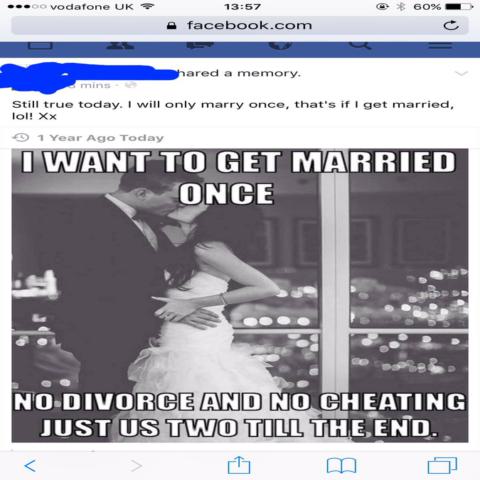 vodafone UK 13:57 60%
facebook.com
hared a memory.
mins
Still true today. I will only marry once, that's if I get married,
lol! Xx
1 Year Ago Today
I WANT TO GET MARRIED
ONCE
NO DIVORCE AND NO CHEATING
JUST US TWO TILL THE END.